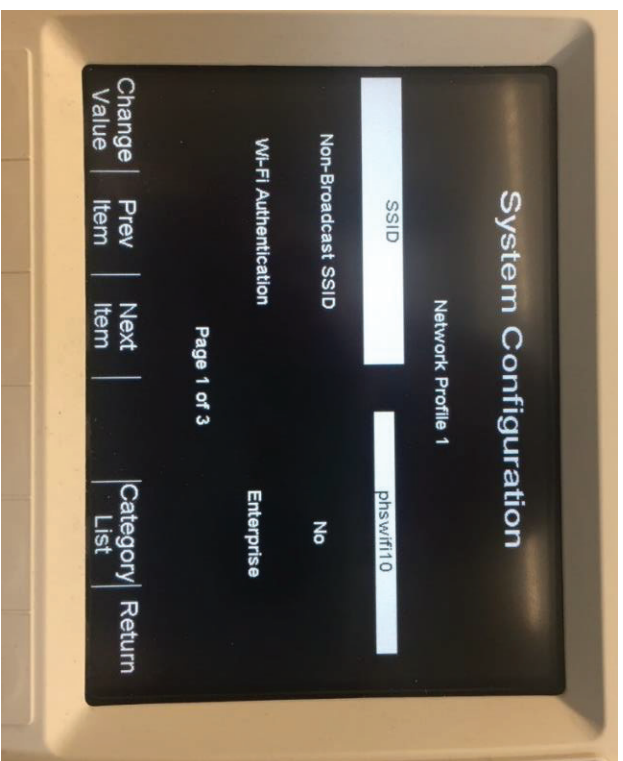 System Configuration
Network Profile 1
SSID phswifi10
Non-Broadcast SSID No
Wi-Fi Authentication Enterprise
Page 1 of 3
Change Value
Prev Item
Next Item
Category List
Return